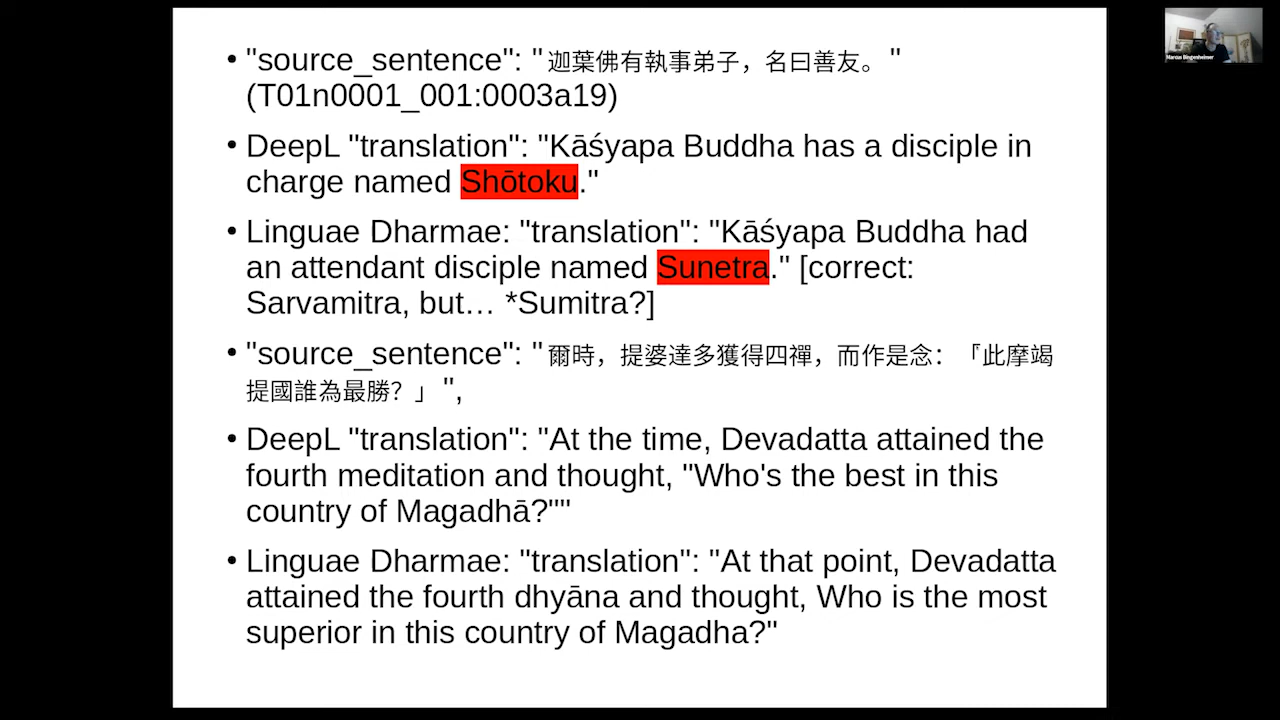 • "source_sentence": "迦葉佛有執事弟子，名曰善友。"
(T01n0001_001:0003a19)
• DeepL "translation": "Kāśyapa Buddha has a disciple in
charge named Shōtoku."
• Linguae Dharmae: "translation": "Kāśyapa Buddha had
an attendant disciple named Sunetra." [correct:
Sarvamitra, but… *Sumitra?]
• "source_sentence": "爾時，提婆達多獲得四禪，而作是念：「此摩竭
提國誰為最勝？」",
• DeepL "translation": "At the time, Devadatta attained the
fourth meditation and thought, "Who's the best in this
country of Magadhā?""
• Linguae Dharmae: "translation": "At that point, Devadatta
attained the fourth dhyāna and thought, Who is the most
superior in this country of Magadha?"
Marcus Bingenheimer